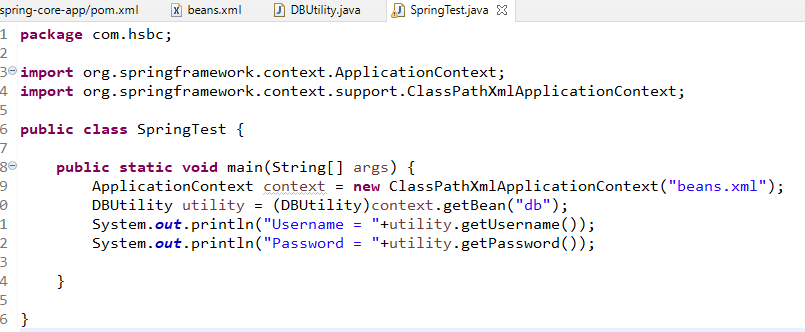 spring-core-app/pom.xml beans.xml DBUtility.java SpringTest.java
1 package com.hsbc;
2
3 import org.springframework.context.ApplicationContext;
4 import org.springframework.context.support.ClassPathXmlApplicationContext;
5
6 public class SpringTest {
7
8 public static void main(String[] args) {
9 ApplicationContext context = new ClassPathXmlApplicationContext("beans.xml");
0 DBUtility utility = (DBUtility)context.getBean("db");
1 System.out.println("Username = "+utility.getUsername());
2 System.out.println("Password = "+utility.getPassword());
3
4 }
5
6 }